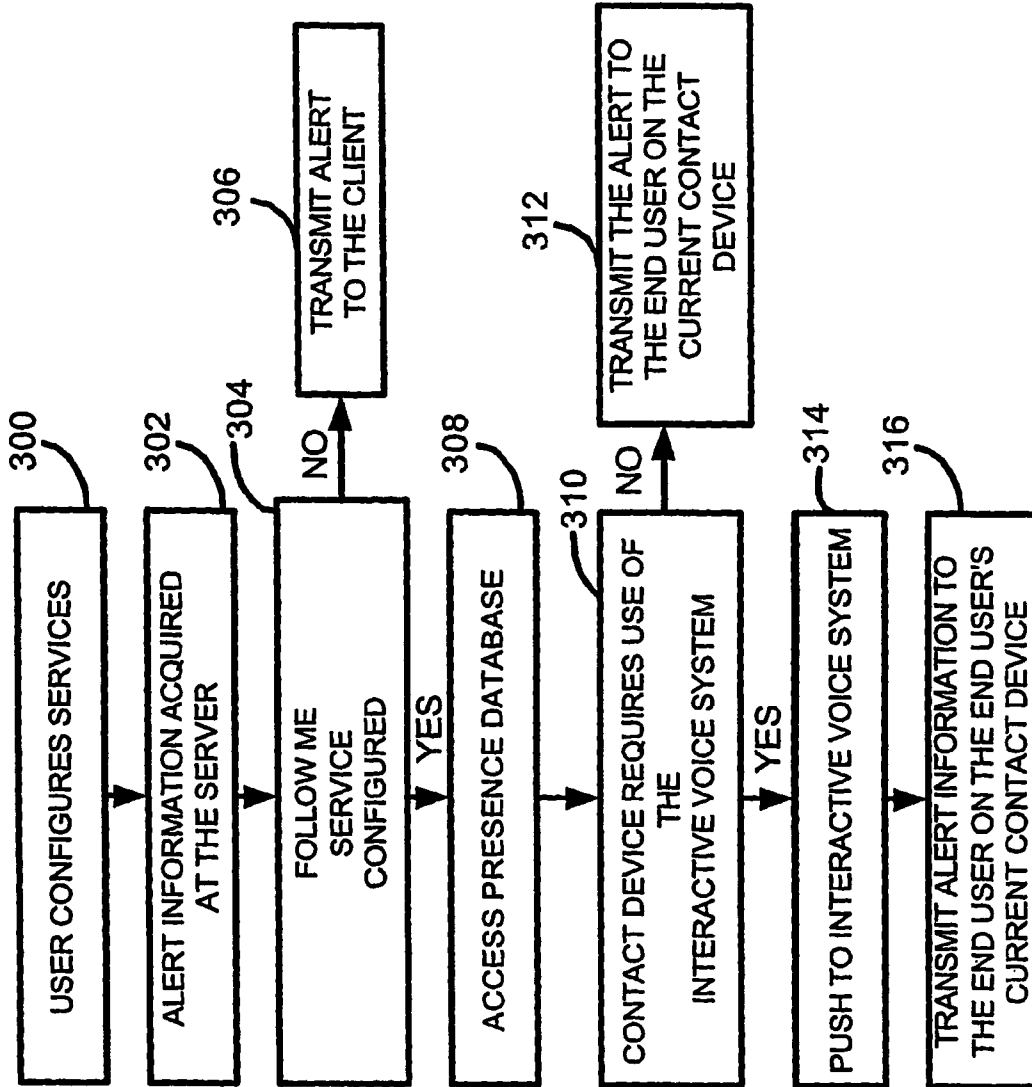 300
USER CONFIGURES SERVICES
302
ALERT INFORMATION ACQUIRED
AT THE SERVER
304
FOLLOW ME
SERVICE
CONFIGURED
NO
306
TRANSMIT ALERT
TO THE CLIENT
YES
308
ACCESS PRESENCE DATABASE
310
CONTACT DEVICE REQUIRES USE OF
THE
INTERACTIVE VOICE SYSTEM
NO
312
TRANSMIT THE ALERT TO
THE END USER ON THE
CURRENT CONTACT
DEVICE
YES
314
PUSH TO INTERACTIVE VOICE SYSTEM
316
TRANSMIT ALERT INFORMATION TO
THE END USER ON THE END USER'S
CURRENT CONTACT DEVICE